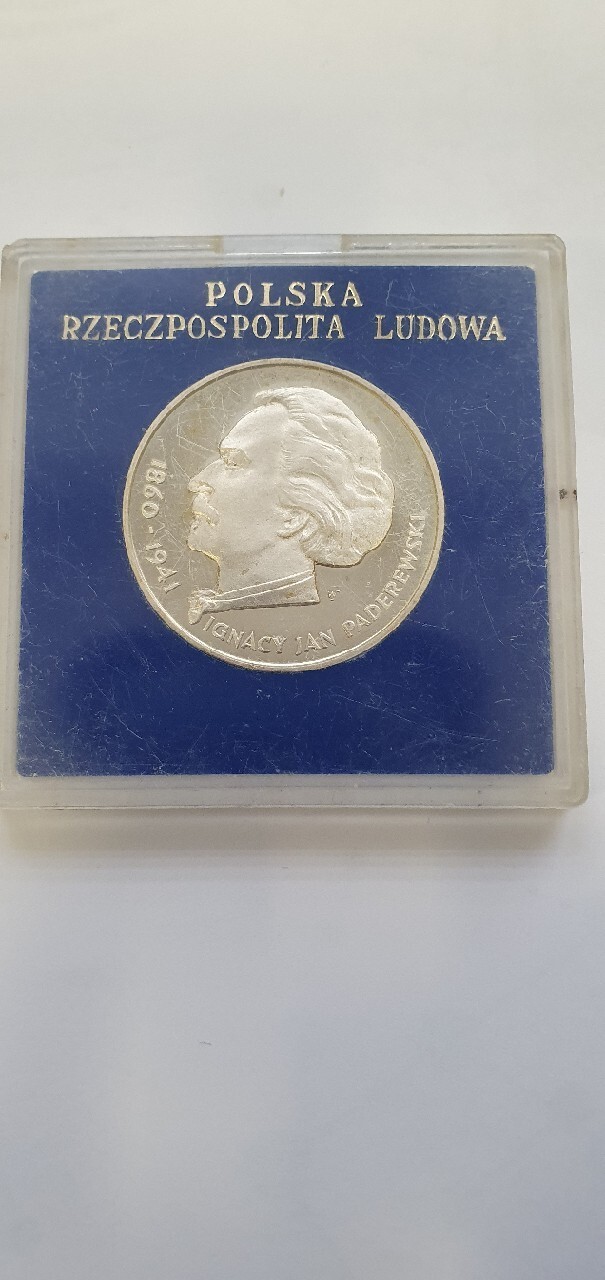 POLSKA
RZECZPOSPOLITA LUDOWA
1860-1941
IGNACY JAN PADEREWSKI